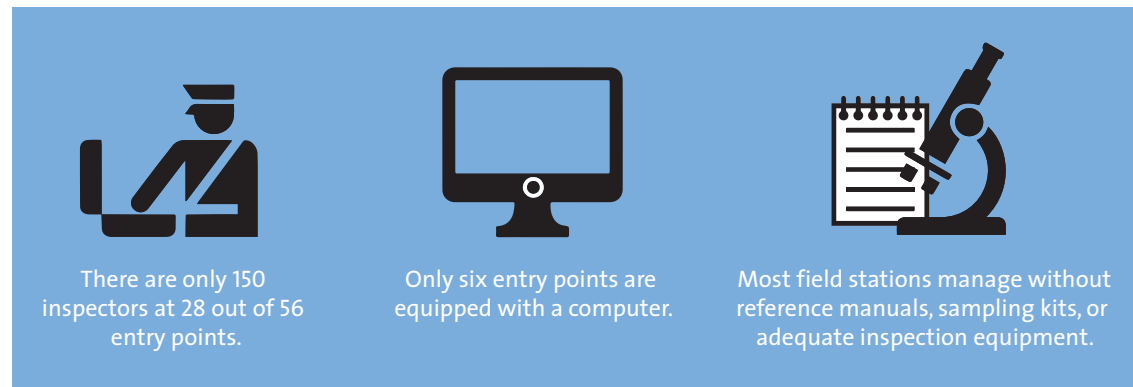 There are only 150
inspectors at 28 out of 56
entry points.
Only six entry points are
equipped with a computer.
Most field stations manage without
reference manuals, sampling kits, or
adequate inspection equipment.